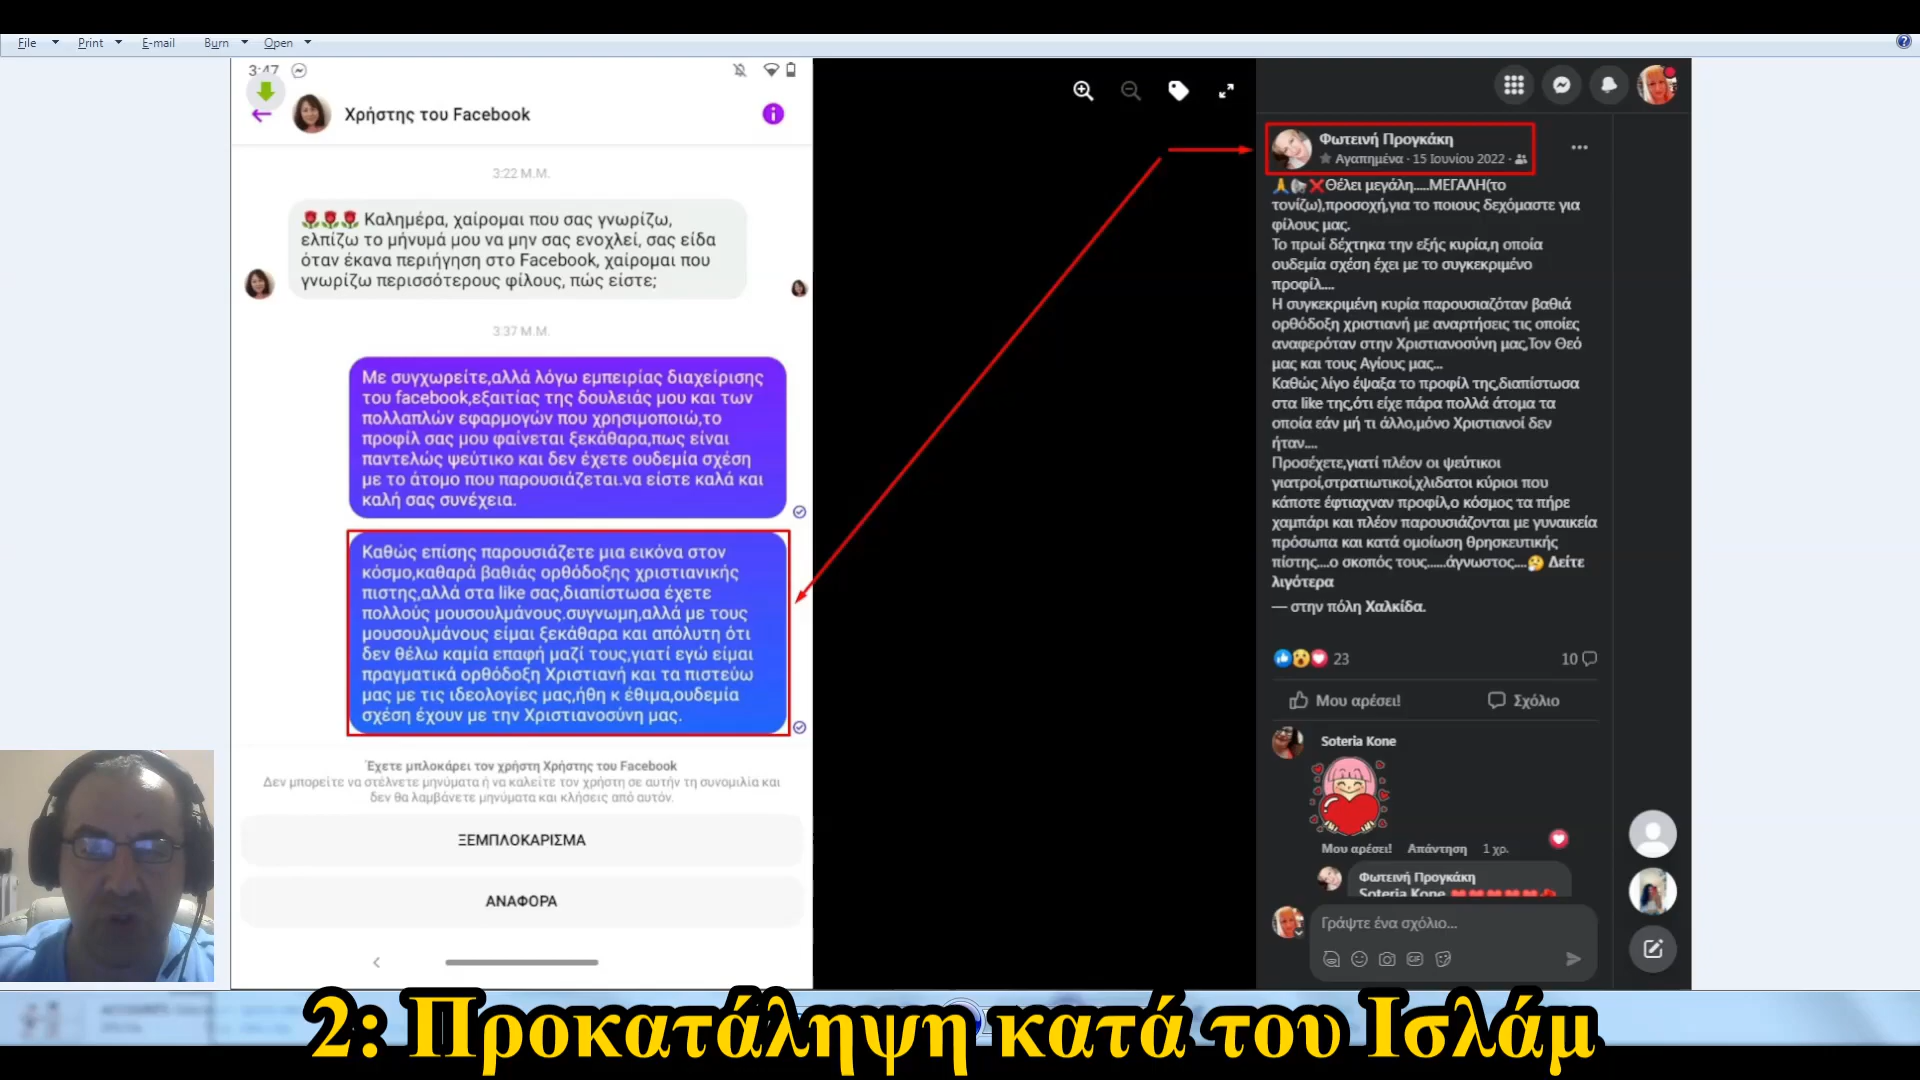 File Print E-mail Burn Open
3:47
Χρήστης του Facebook
3:22 Μ.Μ.
🌹🌹🌹 Καλημέρα, χαίρομαι που σας γνωρίζω,
ελπίζω το μήνυμά μου να μην σας ενοχλεί, σας είδα
όταν έκανα περιήγηση στο Facebook, χαίρομαι που
γνωρίζω περισσότερους φίλους, πώς είστε;
3:37 Μ.Μ.
Με συγχωρείτε,αλλά λόγω εμπειρίας διαχείρισης
του facebook,εξαιτίας της δουλειάς μου και των
πολλαπλών εφαρμογών που χρησιμοποιώ,το
προφίλ σας μου φαίνεται ξεκάθαρα,πως είναι
παντελώς ψεύτικο και δεν έχετε ουδεμία σχέση
με το άτομο που παρουσιάζεται.να είστε καλά και
καλή σας συνέχεια.
Καθώς επίσης παρουσιάζετε μια εικόνα στον
κόσμο,καθαρά βαθιάς ορθόδοξης χριστιανικής
πιστης,αλλά στα like σας,διαπίστωσα έχετε
πολλούς μουσουλμάνους.συγνωμη,αλλά με τους
μουσουλμάνους είμαι ξεκάθαρα και απόλυτη ότι
δεν θέλω καμία επαφή μαζί τους,γιατί εγώ είμαι
πραγματικά ορθόδοξη Χριστιανή και τα πιστεύω
μας με τις ιδεολογίες μας,ήθη κ έθιμα,ουδεμία
σχέση έχουν με την Χριστιανοσύνη μας.
Έχετε μπλοκάρει τον χρήστη Χρήστης του Facebook
Δεν μπορείτε να στέλνετε μηνύματα ή να καλείτε τον χρήστη σε αυτήν τη συνομιλία και
δεν θα λαμβάνετε μηνύματα και κλήσεις από αυτόν.
ΞΕΜΠΛΟΚΑΡΙΣΜΑ
ΑΝΑΦΟΡΑ
Φωτεινή Προγκάκη
Αγαπημένα · 15 Ιουνίου 2022 ·
❌Θέλει μεγάλη.....ΜΕΓΑΛΗ(το
τονίζω),προσοχή,για το ποιους δεχόμαστε για
φίλους μας.
Το πρωί δέχτηκα την εξής κυρία,η οποία
ουδεμία σχέση έχει με το συγκεκριμένο
προφίλ....
Η συγκεκριμένη κυρία παρουσιαζόταν βαθιά
ορθόδοξη χριστιανή με αναρτήσεις τις οποίες
αναφερόταν στην Χριστιανοσύνη μας,Τον Θεό
μας και τους Αγίους μας...
Καθώς λίγο έψαξα το προφίλ της,διαπίστωσα
στα like της,ότι είχε πάρα πολλά άτομα τα
οποία εάν μή τι άλλο,μόνο Χριστιανοί δεν
ήταν....
Προσέχετε,γιατί πλέον οι ψεύτικοι
γιατροί,στρατιωτικοί,χλιδατοι κύριοι που
κάποτε έφτιαχναν προφίλ,ο κόσμος τα πήρε
χαμπάρι και πλέον παρουσιάζονται με γυναικεία
πρόσωπα και κατά ομοίωση θρησκευτικής
πίστης....ο σκοπός τους......άγνωστος....🤔 Δείτε
λιγότερα
— στην πόλη Χαλκίδα.
23 10
Μου αρέσει! Σχόλιο
Soteria Kone
Μου αρέσει! Απάντηση 1 χρ.
Φωτεινή Προγκάκη
Soteria Kone
Γράψτε ένα σχόλιο...
GIF
2: Προκατάληψη κατά του Ισλάμ